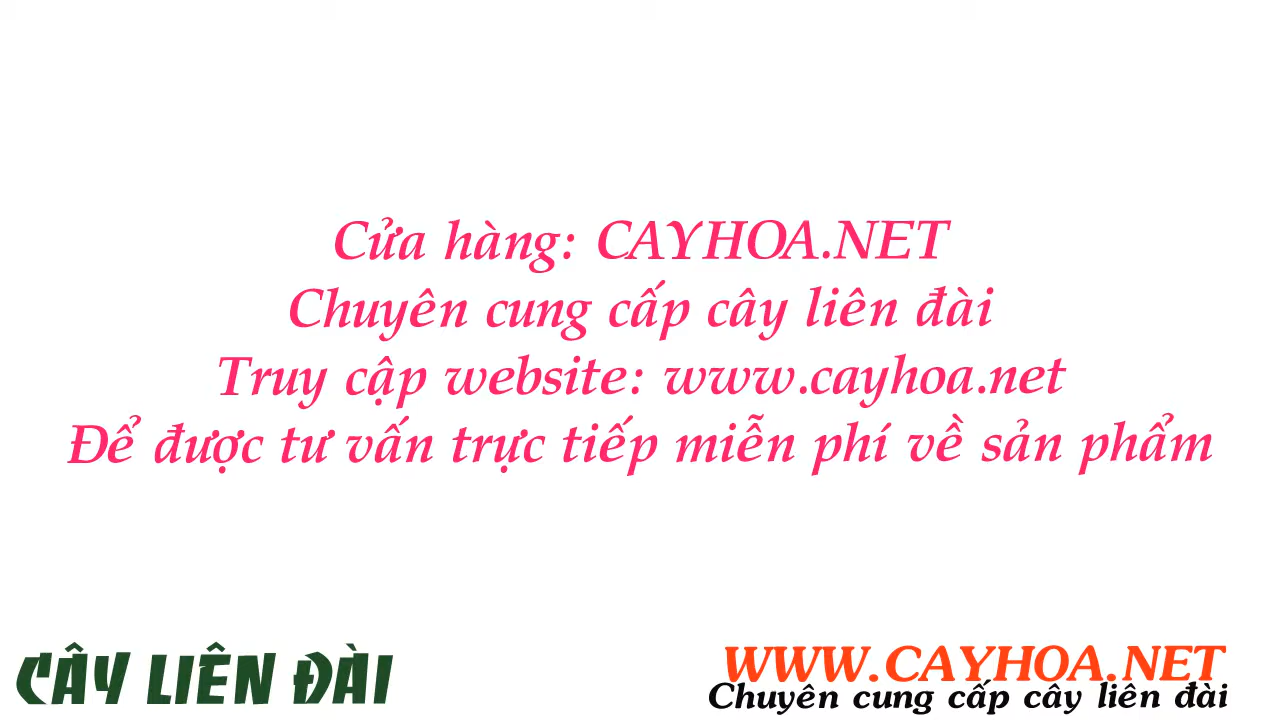 Cửa hàng: CAYHOA.NET
Chuyên cung cấp cây liên đài
Truy cập website: www.cayhoa.net
Để được tư vấn trực tiếp miễn phí về sản phẩm
CÂY LIÊN ĐÀI
WWW.CAYHOA.NET
Chuyên cung cấp cây liên đài